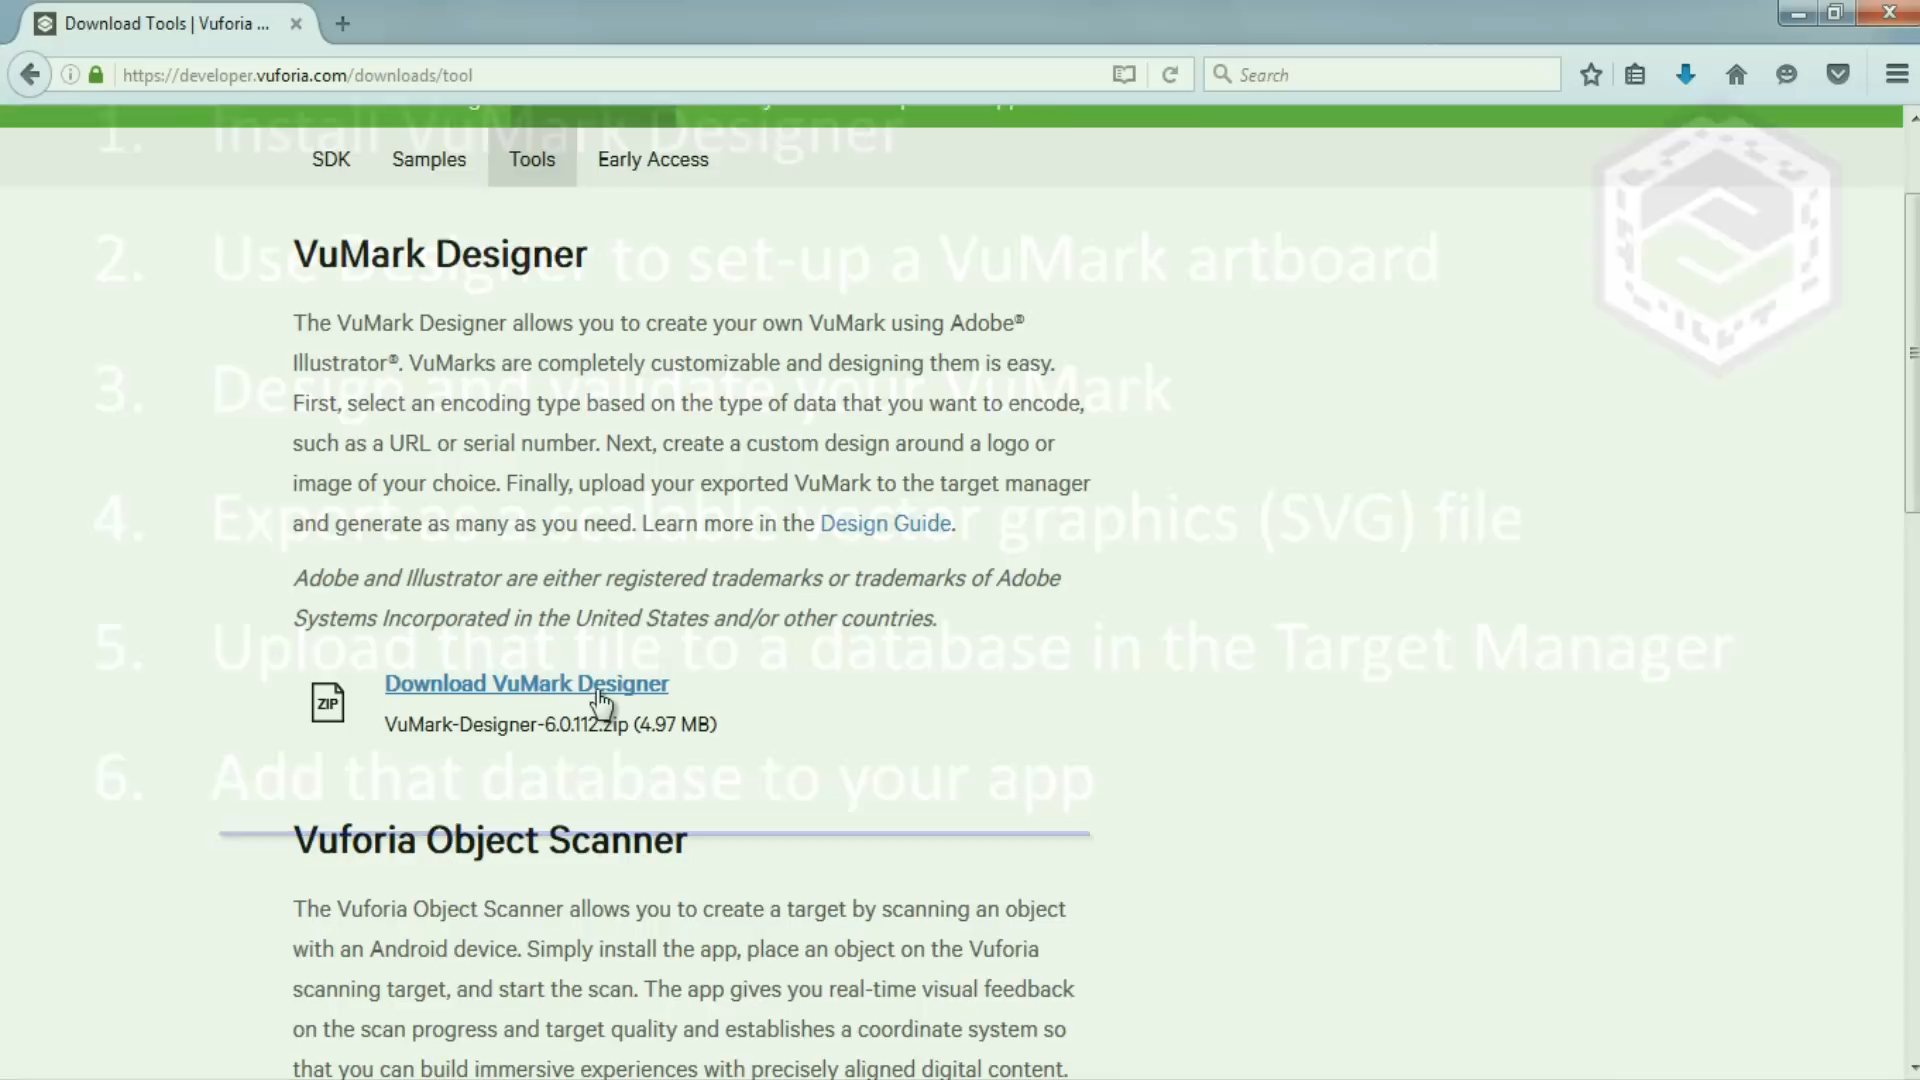 Download Tools | Vuforia ...
https://developer.vuforia.com/downloads/tool
Search
1. Install VuMark Designer
SDK Samples Tools Early Access
VuMark Designer
2. Use Designer to set-up a VuMark artboard
The VuMark Designer allows you to create your own VuMark using Adobe®
Illustrator®. VuMarks are completely customizable and designing them is easy.
3. Design and validate your VuMark
First, select an encoding type based on the type of data that you want to encode,
such as a URL or serial number. Next, create a custom design around a logo or
image of your choice. Finally, upload your exported VuMark to the target manager
4. Export as a scalable vector graphics (SVG) file
and generate as many as you need. Learn more in the Design Guide.
Adobe and Illustrator are either registered trademarks or trademarks of Adobe
Systems Incorporated in the United States and/or other countries.
5. Upload that file to a database in the Target Manager
ZIP
Download VuMark Designer
VuMark-Designer-6.0.112.zip (4.97 MB)
6. Add that database to your app
Vuforia Object Scanner
The Vuforia Object Scanner allows you to create a target by scanning an object
with an Android device. Simply install the app, place an object on the Vuforia
scanning target, and start the scan. The app gives you real-time visual feedback
on the scan progress and target quality and establishes a coordinate system so
that you can build immersive experiences with precisely aligned digital content.